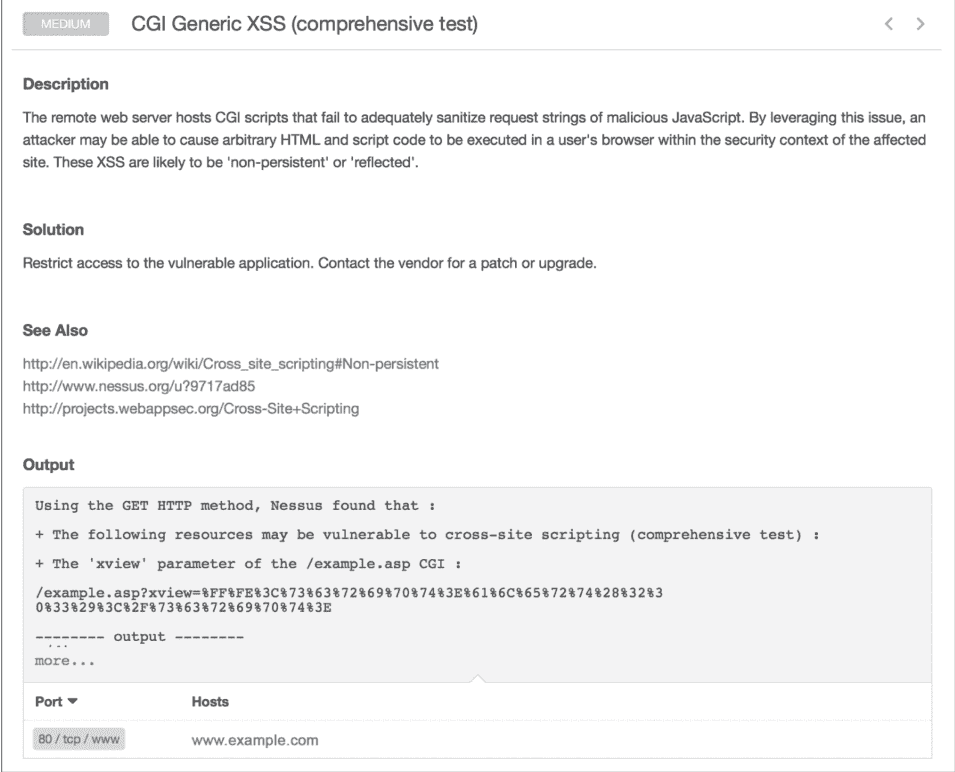 MEDIUM CGI Generic XSS (comprehensive test) < >
Description
The remote web server hosts CGI scripts that fail to adequately sanitize request strings of malicious JavaScript. By leveraging this issue, an
attacker may be able to cause arbitrary HTML and script code to be executed in a user's browser within the security context of the affected
site. These XSS are likely to be 'non-persistent' or 'reflected'.
Solution
Restrict access to the vulnerable application. Contact the vendor for a patch or upgrade.
See Also
http://en.wikipedia.org/wiki/Cross_site_scripting#Non-persistent
http://www.nessus.org/u?9717ad85
http://projects.webappsec.org/Cross-Site+Scripting
Output
Using the GET HTTP method, Nessus found that :
+ The following resources may be vulnerable to cross-site scripting (comprehensive test) :
+ The 'xview' parameter of the /example.asp CGI :
/example.asp?xview=%FF%FE%3C%73%63%72%69%70%74%3E%61%6C%65%72%74%28%32%3
0%33%29%3C%2F%73%63%72%69%70%74%3E
-------- output --------
...
more...
Port Hosts
80 / tcp / www www.example.com